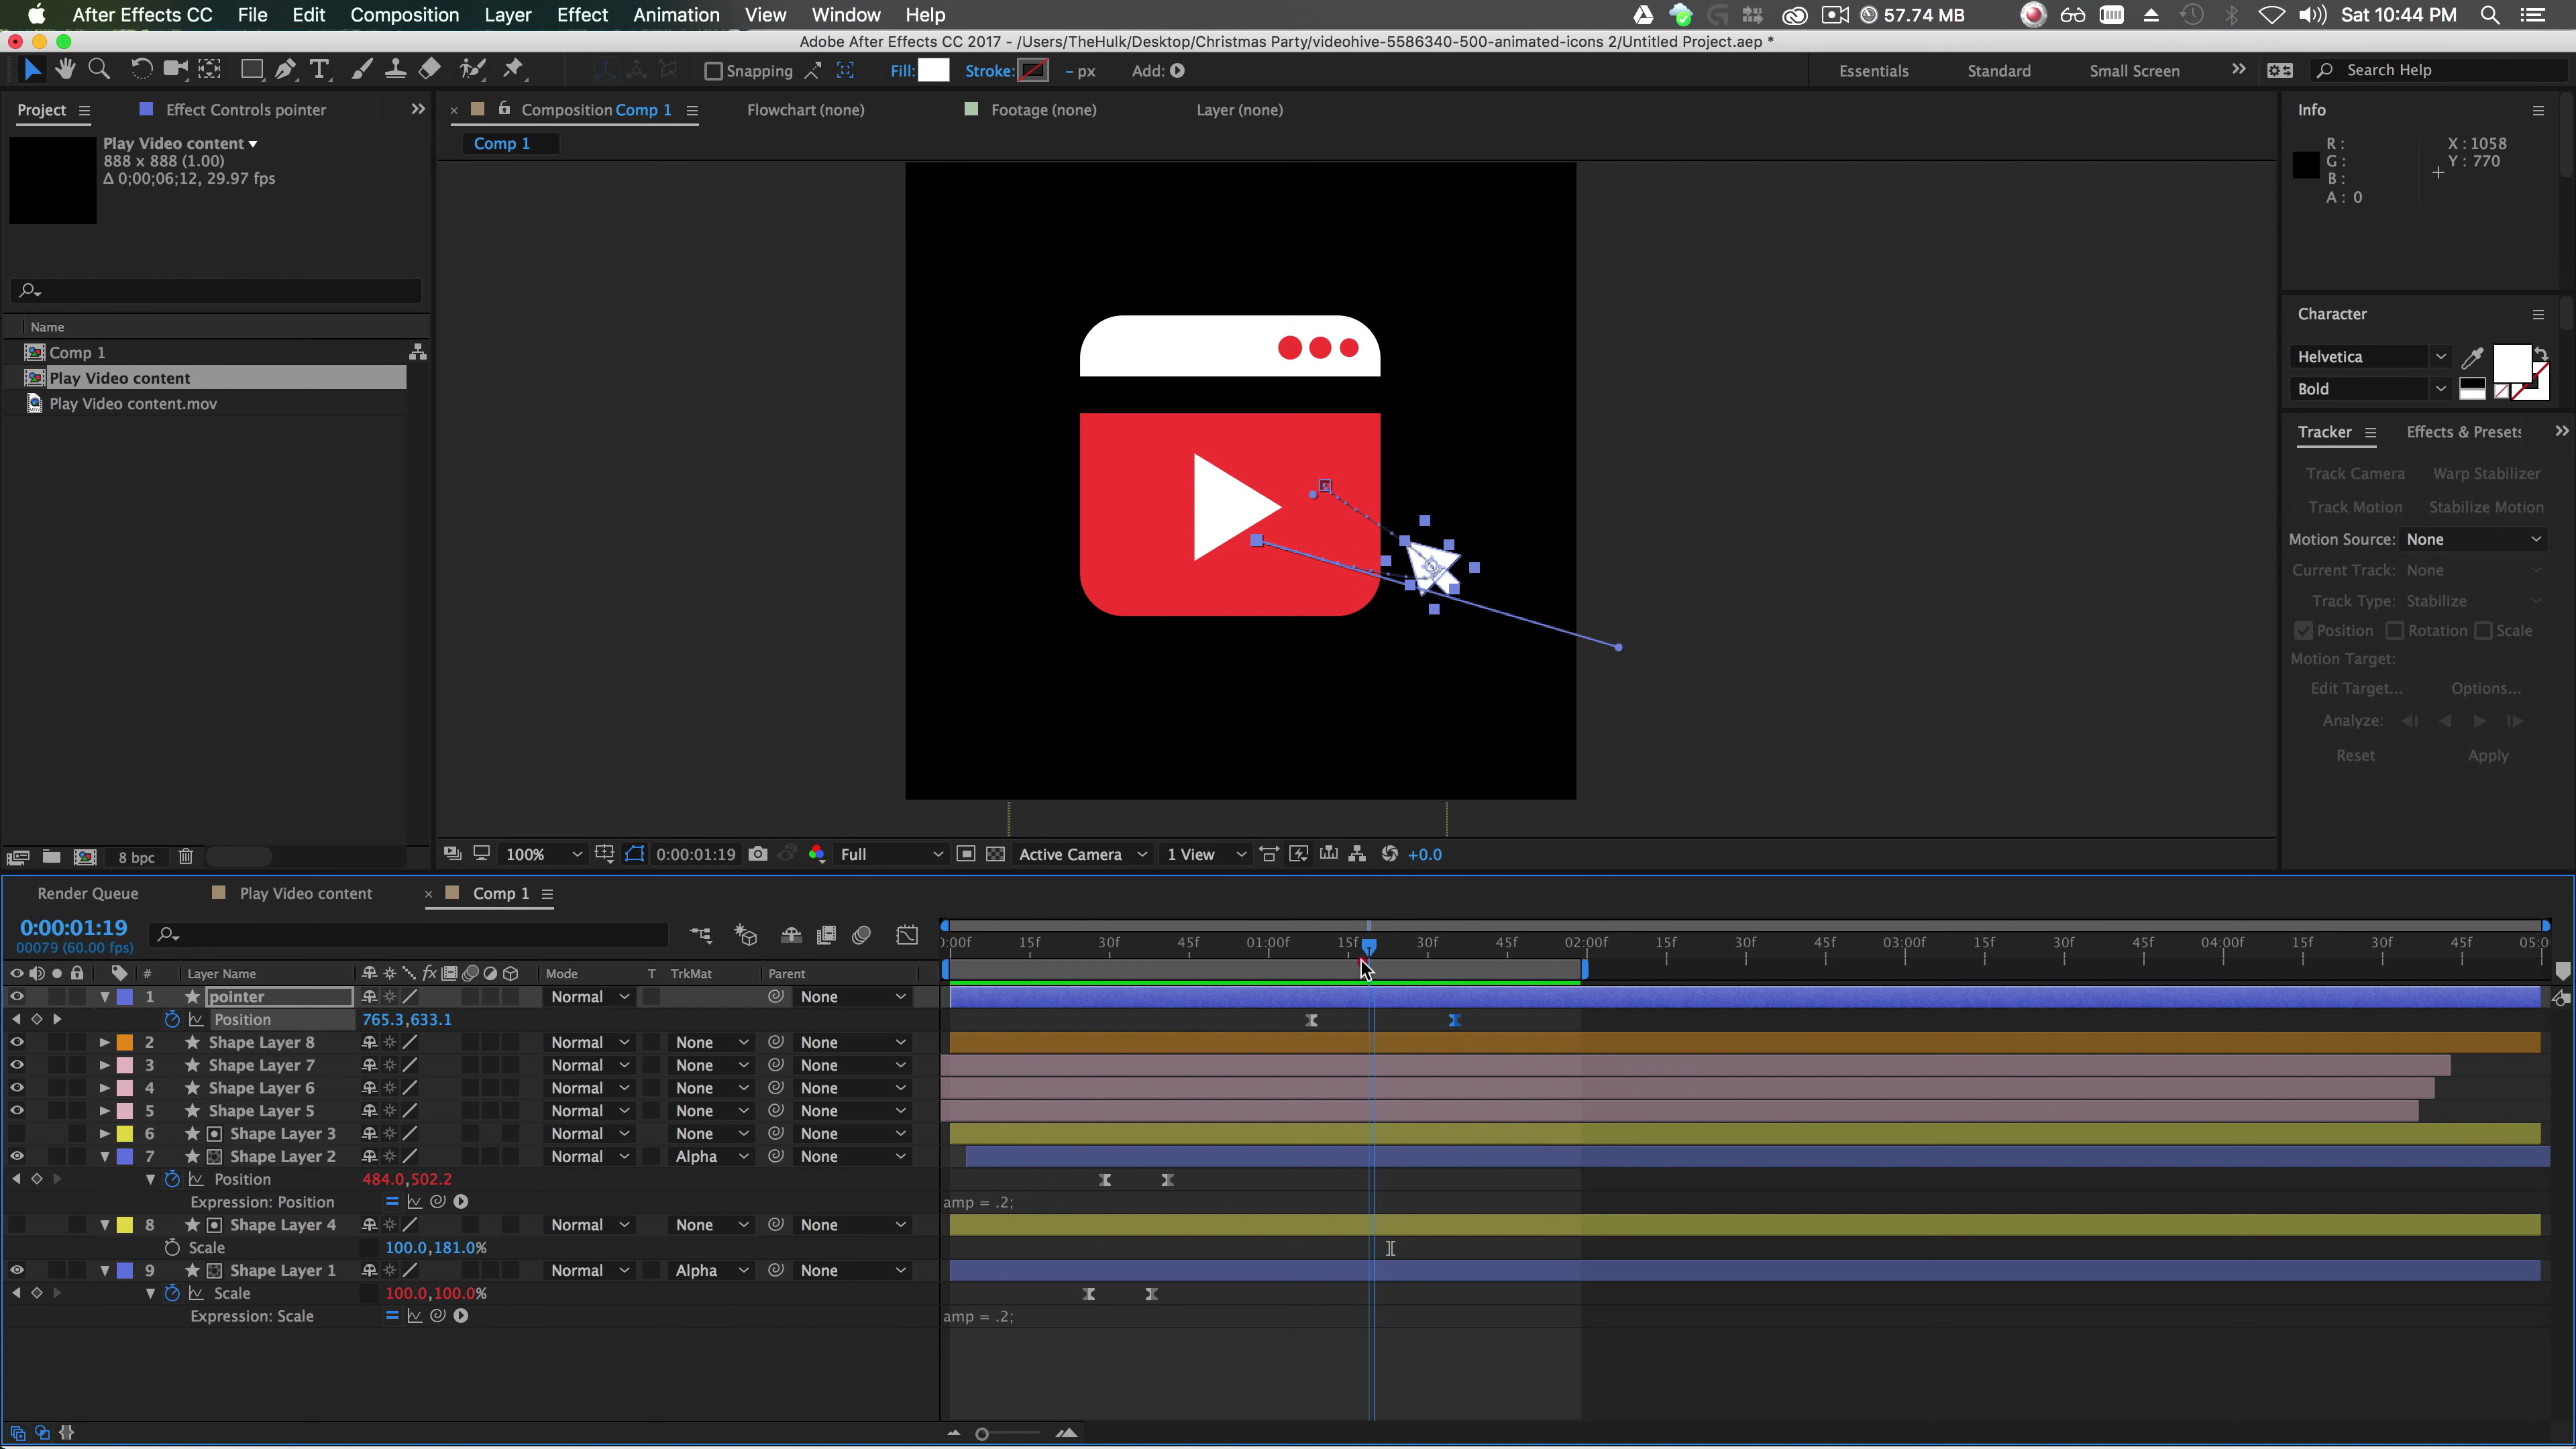 After Effects CC File Edit Composition Layer Effect Animation View Window Help 57.74 MB Sat 10:44 PM
Adobe After Effects CC 2017 - /Users/TheHulk/Desktop/Christmas Party/videohive-5586340-500-animated-icons 2/Untitled Project.aep *
Snapping Fill: Stroke: - px Add: Essentials Standard Small Screen Search Help
Project Effect Controls pointer
Composition Comp 1 Flowchart (none) Footage (none) Layer (none)
Comp 1
Play Video content
888 x 888 (1.00)
Δ 0;00;06;12, 29.97 fps
Name
Comp 1
Play Video content
Play Video content.mov
8 bpc
100% 0:00:01:19 Full Active Camera 1 View +0.0
Info
R :
G :
B :
A : 0
X : 1058
Y : 770
Character
Helvetica
Bold
Tracker Effects & Presets
Track Camera Warp Stabilizer
Track Motion Stabilize Motion
Motion Source: None
Current Track: None
Track Type: Stabilize
Position Rotation Scale
Motion Target:
Edit Target... Options...
Analyze:
Reset Apply
Render Queue Play Video content Comp 1
0:00:01:19
00079 (60.00 fps)
0:00f 15f 30f 45f 01:00f 15f 30f 45f 02:00f 15f 30f 45f 03:00f 15f 30f 45f 04:00f 15f 30f 45f 05:0
# Layer Name Mode T TrkMat Parent
1 pointer Normal None
Position 765.3,633.1
2 Shape Layer 8 Normal None None
3 Shape Layer 7 Normal None None
4 Shape Layer 6 Normal None None
5 Shape Layer 5 Normal None None
6 Shape Layer 3 Normal None None
7 Shape Layer 2 Normal Alpha None
Position 484.0,502.2
Expression: Position amp = .2;
8 Shape Layer 4 Normal None None
Scale 100.0,181.0%
9 Shape Layer 1 Normal Alpha None
Scale 100.0,100.0%
Expression: Scale amp = .2;